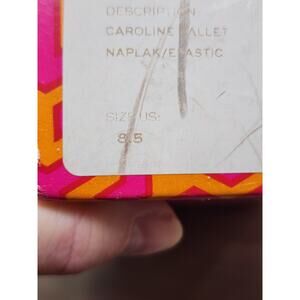 DESCRIPTION
CAROLINE BALLET
NAPLAK/ELASTIC
SIZE US:
8.5